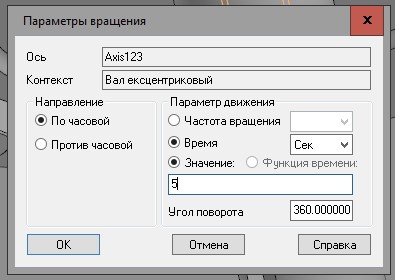 Параметры вращения
Ось Axis123
Контекст Вал ексцентриковый
Направление
По часовой
Против часовой
Параметр движения
Частота вращения
Время Сек
Значение: Функция времени:
5
Угол поворота 360.000000
OK Отмена Справка